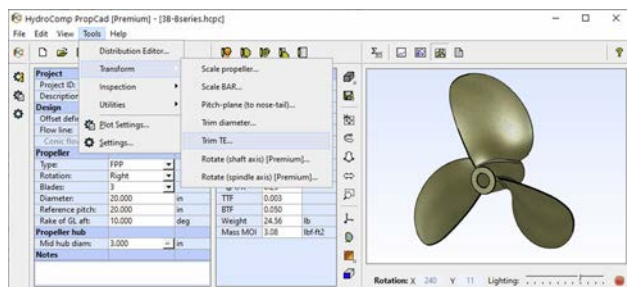 HydroComp PropCad [Premium] - [3B-Bseries.hcpc]
File Edit View Tools Help
Distribution Editor...
Transform
Inspection
Utilities
Plot Settings...
Settings...
Scale propeller...
Scale BAR...
Pitch-plane (to nose-tail)...
Trim diameter...
Trim TE...
Rotate (shaft axis) [Premium]...
Rotate (spindle axis) [Premium]...
Project
Project ID:
Description
Design
Offset defin
Flow line:
Conic flow
Propeller
Type: FPP
Rotation: Right
Blades: 3
Diameter: 20.000 in
Reference pitch: 20.000 in
Rake of GL aft: 10.000 deg
Propeller hub
Mid hub diam: 3.000 in
Notes
TTF 0.003
BTF 0.050
Weight 24.56 lb
Mass MOI 3.08 lbf-ft2
Rotation: X 240 Y 11 Lighting: